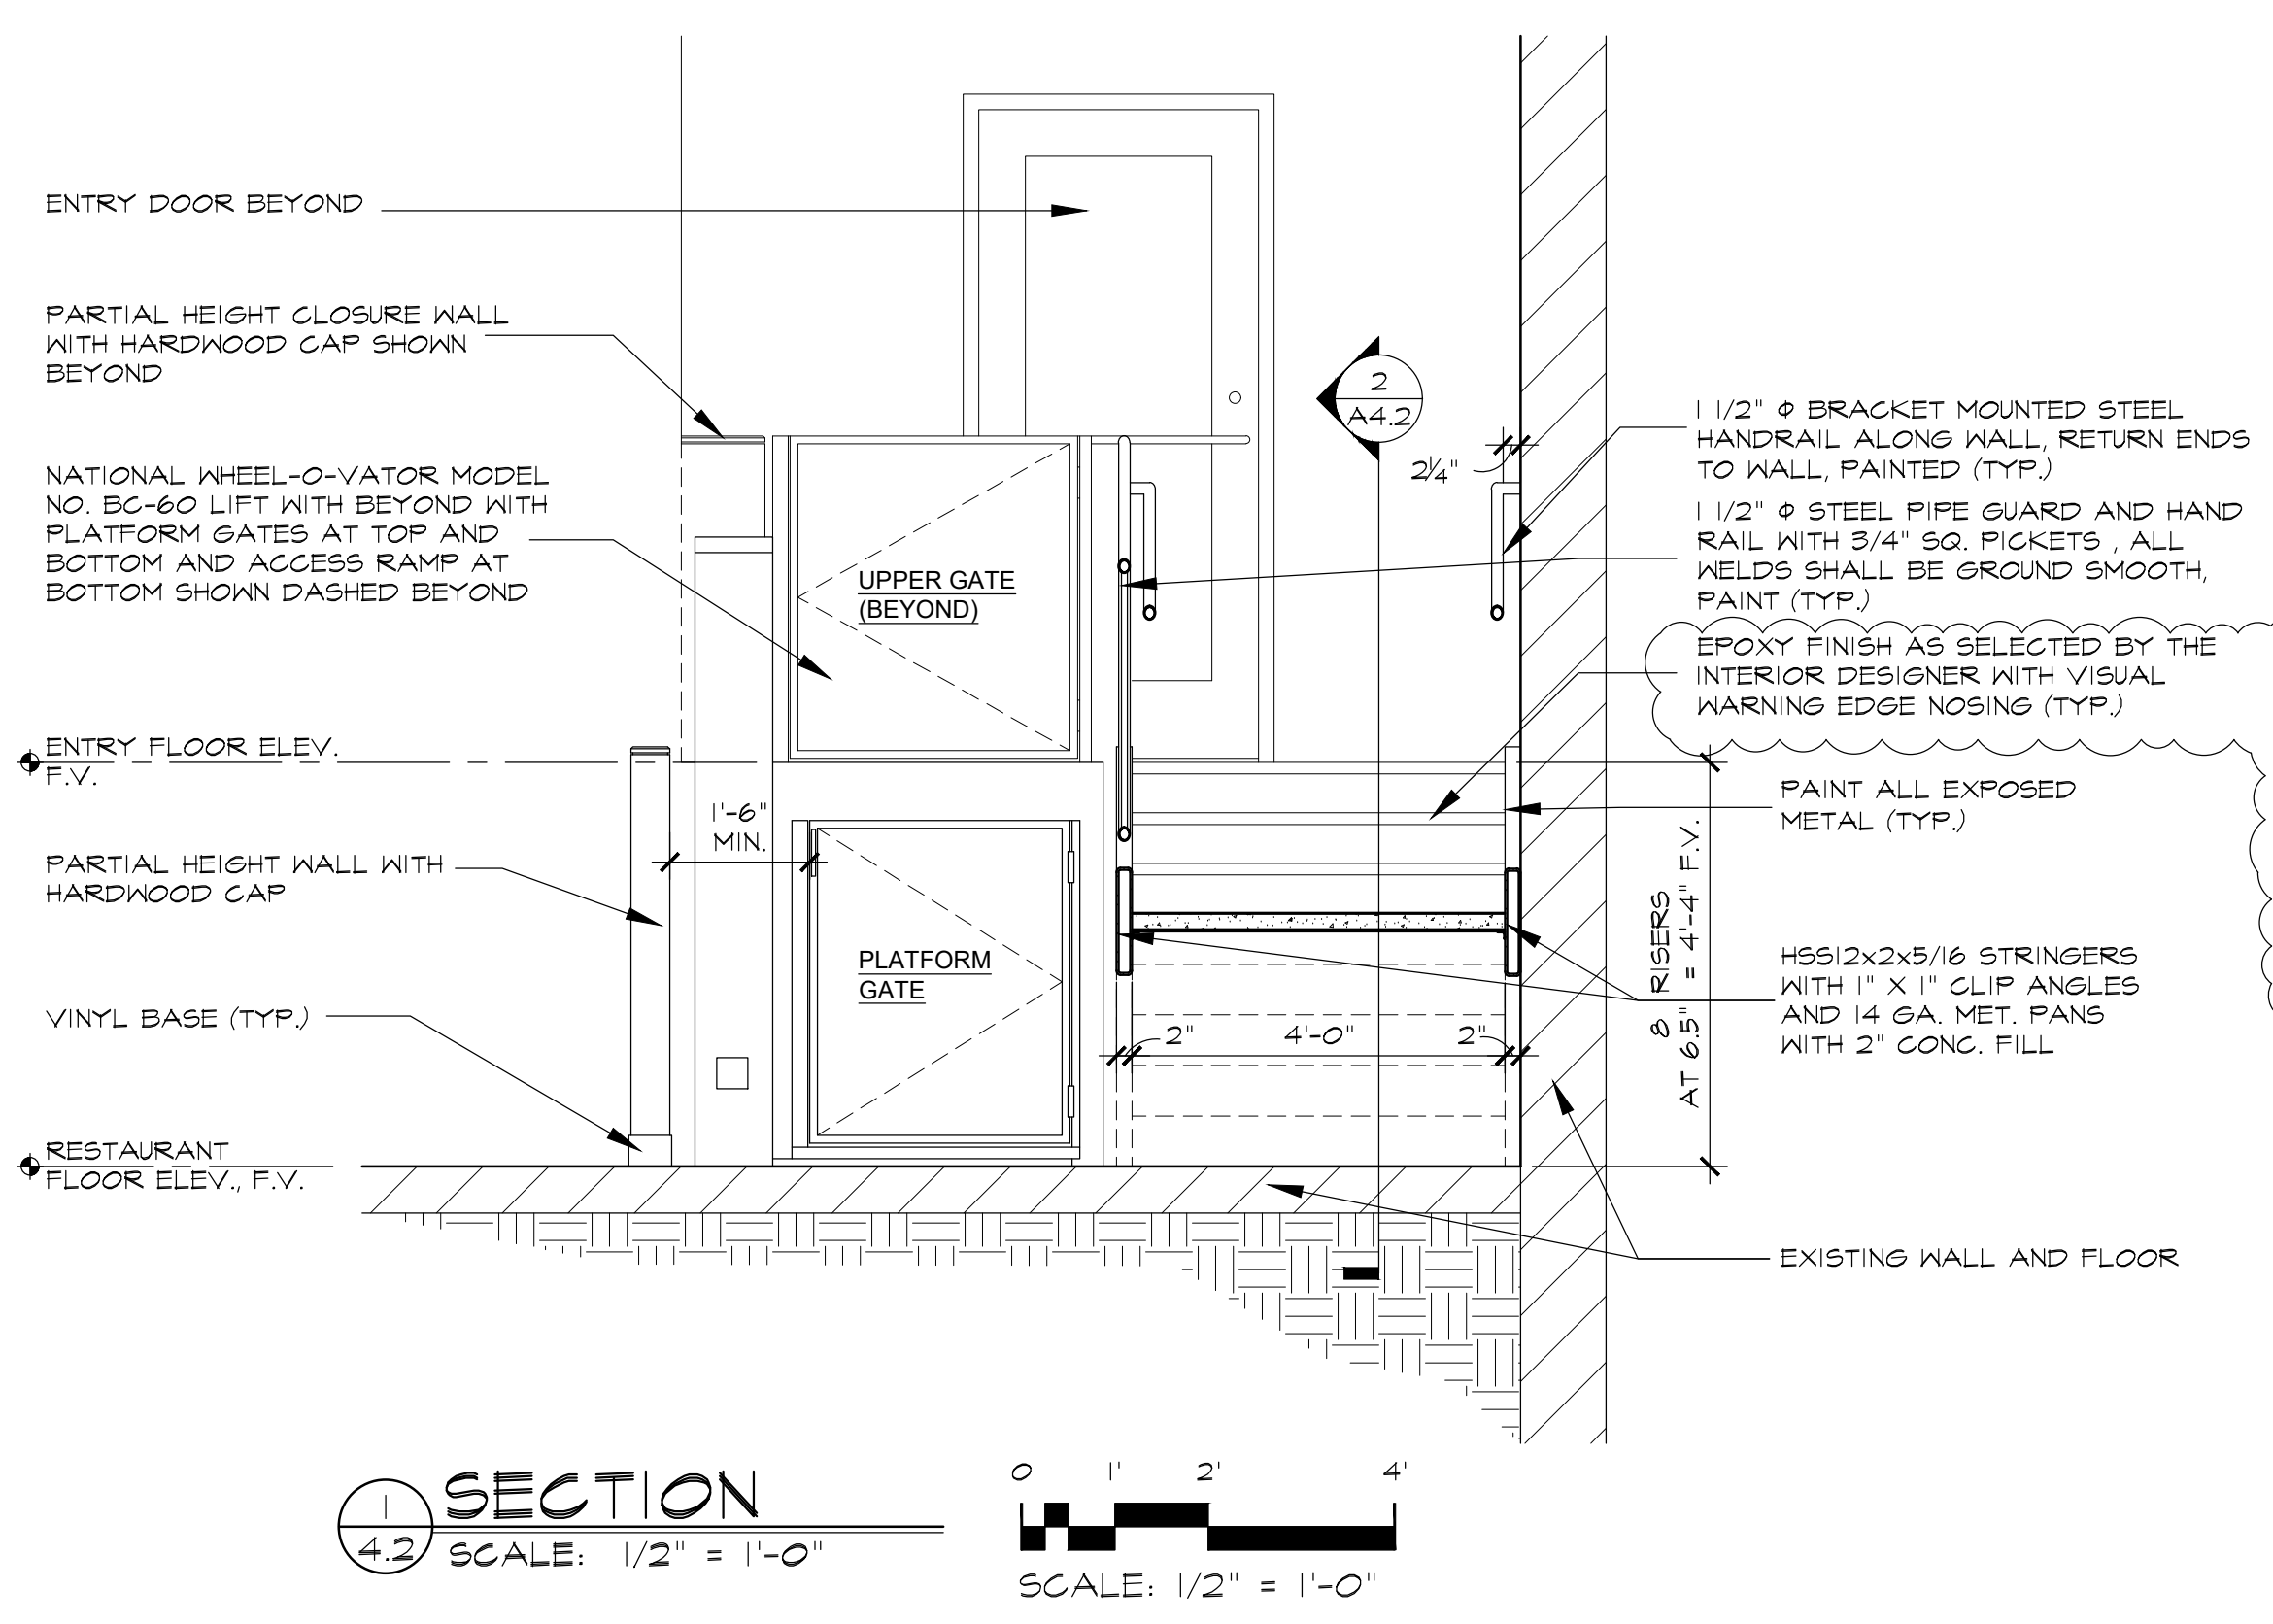 ENTRY DOOR BEYOND
PARTIAL HEIGHT CLOSURE WALL
WITH HARDWOOD CAP SHOWN
BEYOND
NATIONAL WHEEL-O-VATOR MODEL
NO. BC-60 LIFT WITH BEYOND WITH
PLATFORM GATES AT TOP AND
BOTTOM AND ACCESS RAMP AT
BOTTOM SHOWN DASHED BEYOND
ENTRY FLOOR ELEV.
F.V.
PARTIAL HEIGHT WALL WITH
HARDWOOD CAP
VINYL BASE (TYP.)
RESTAURANT
FLOOR ELEV., F.V.
1'-6"
MIN.
UPPER GATE
(BEYOND)
PLATFORM
GATE
2
A4.2
2¼"
2"
4'-0"
2"
1 1/2" Φ BRACKET MOUNTED STEEL
HANDRAIL ALONG WALL, RETURN ENDS
TO WALL, PAINTED (TYP.)
1 1/2" Φ STEEL PIPE GUARD AND HAND
RAIL WITH 3/4" SQ. PICKETS , ALL
WELDS SHALL BE GROUND SMOOTH,
PAINT (TYP.)
EPOXY FINISH AS SELECTED BY THE
INTERIOR DESIGNER WITH VISUAL
WARNING EDGE NOSING (TYP.)
PAINT ALL EXPOSED
METAL (TYP.)
8 RISERS
AT 6.5" = 4'-4" F.V.
HSS12x2x5/16 STRINGERS
WITH 1" X 1" CLIP ANGLES
AND 14 GA. MET. PANS
WITH 2" CONC. FILL
EXISTING WALL AND FLOOR
1
4.2
SECTION
SCALE: 1/2" = 1'-0"
0 1' 2' 4'
SCALE: 1/2" = 1'-0"